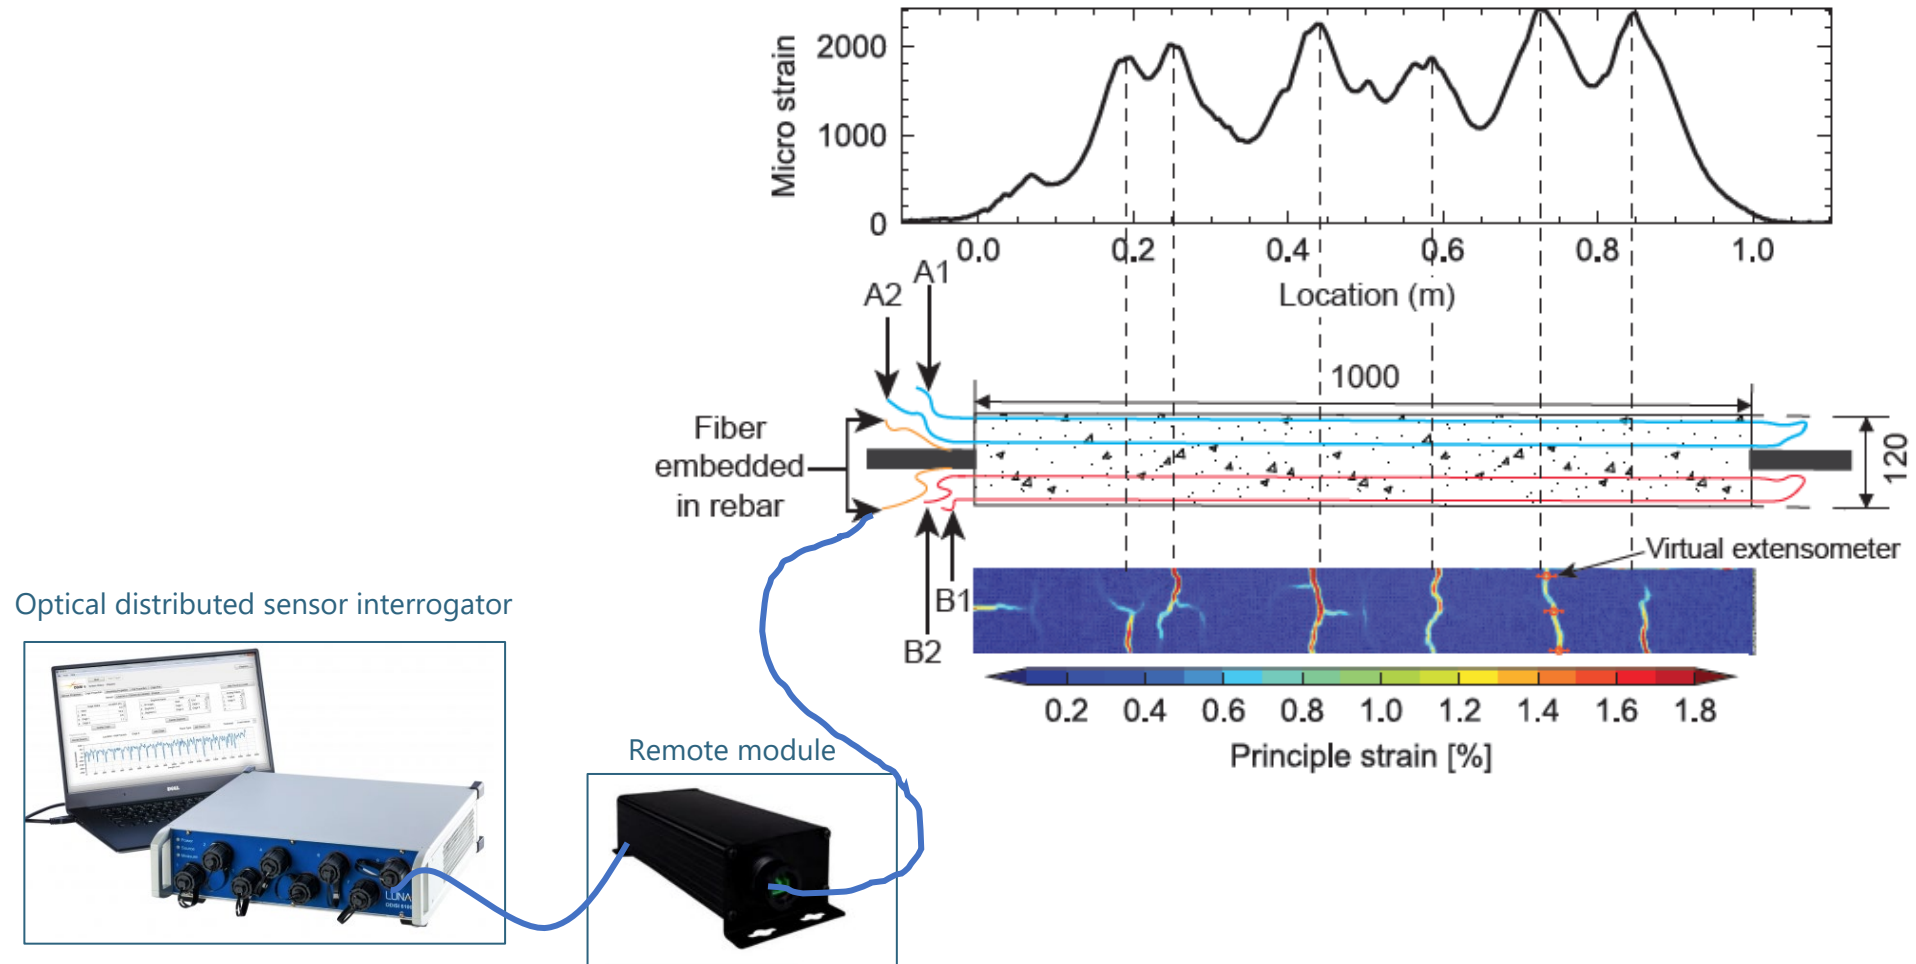 2000
1000
0
Micro strain
0.0
0.2
0.4
0.6
0.8
1.0
Location (m)
A1
A2
1000
120
Fiber
embedded
in rebar
Virtual extensometer
B1
B2
0.2 0.4 0.6 0.8 1.0 1.2 1.4 1.6 1.8
Principle strain [%]
Optical distributed sensor interrogator
Remote module
DELL
LUNA